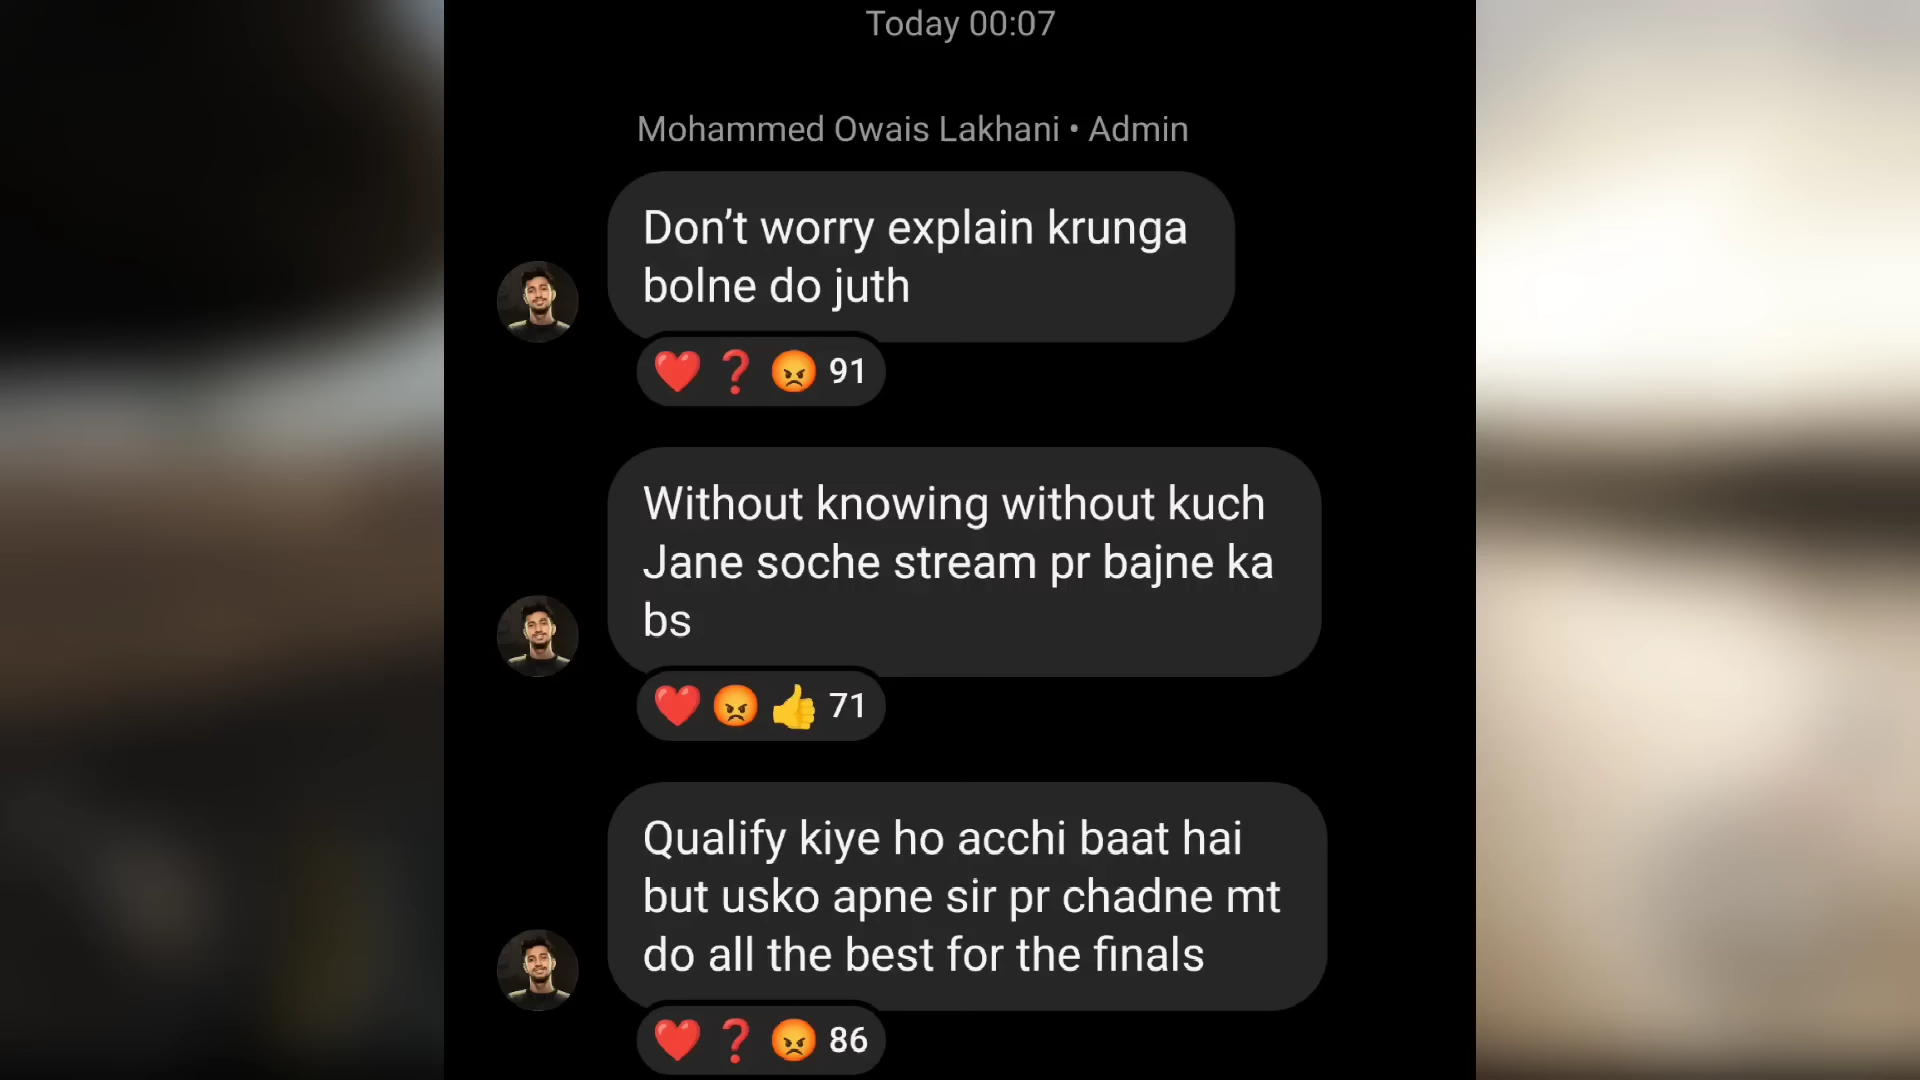 Today 00:07
Mohammed Owais Lakhani • Admin
Don’t worry explain krunga
bolne do juth
❤️ ❓ 😡 91
Without knowing without kuch
Jane soche stream pr bajne ka
bs
❤️ 😡 👍 71
Qualify kiye ho acchi baat hai
but usko apne sir pr chadne mt
do all the best for the finals
❤️ ❓ 😡 86